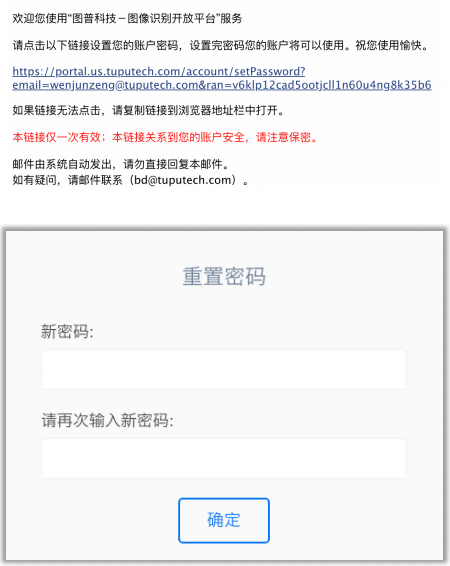 欢迎您使用“图普科技－图像识别开放平台”服务
请点击以下链接设置您的账户密码，设置完密码您的账户将可以使用。祝您使用愉快。
https://portal.us.tuputech.com/account/setPassword?
email=wenjunzeng@tuputech.com&ran=v6klp12cad5ootjcll1n60u4ng8k35b6
如果链接无法点击，请复制链接到浏览器地址栏中打开。
本链接仅一次有效；本链接关系到您的账户安全，请注意保密。
邮件由系统自动发出，请勿直接回复本邮件。
如有疑问，请邮件联系（bd@tuputech.com）。
重置密码
新密码:
请再次输入新密码:
确定